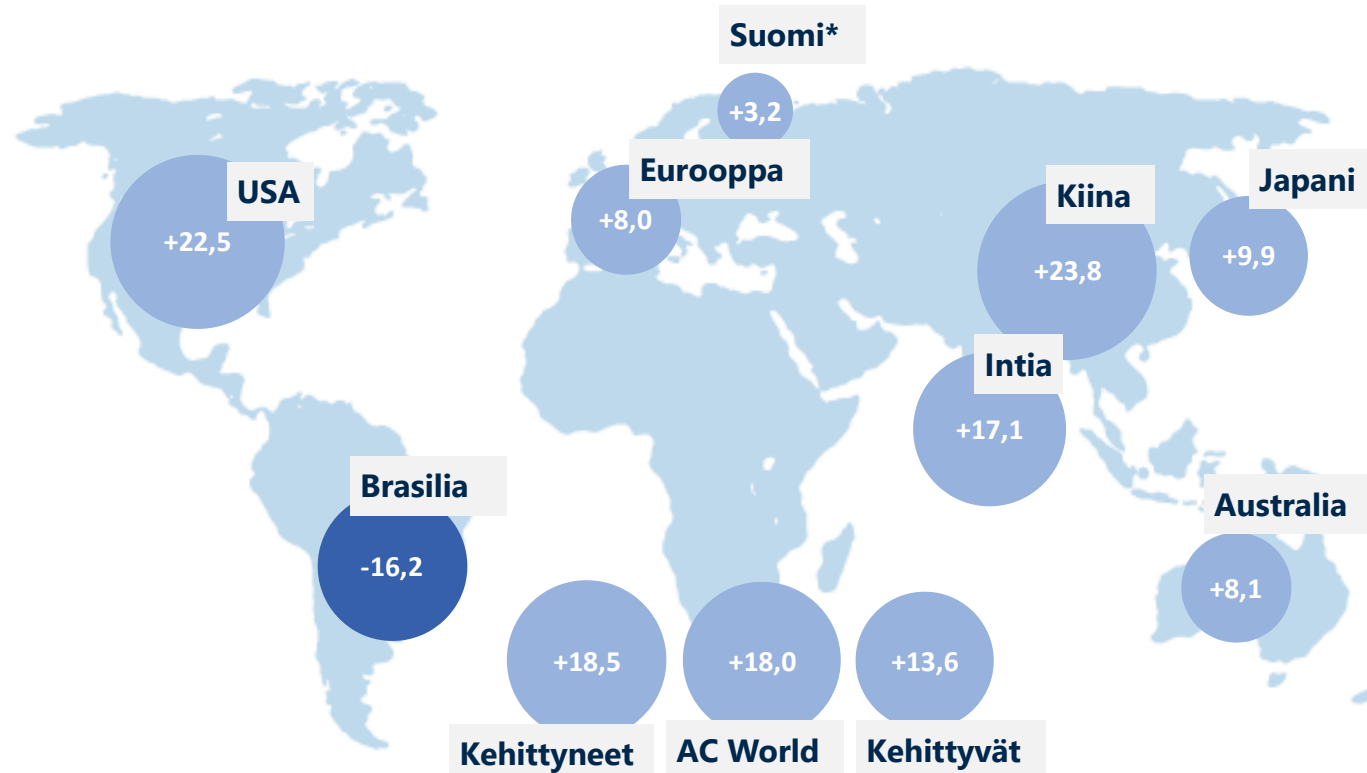 Suomi*
+3,2
Eurooppa
+8,0
USA
+22,5
Kiina
+23,8
Japani
+9,9
Intia
+17,1
Brasilia
-16,2
Australia
+8,1
+18,5
Kehittyneet
+18,0
AC World
+13,6
Kehittyvät